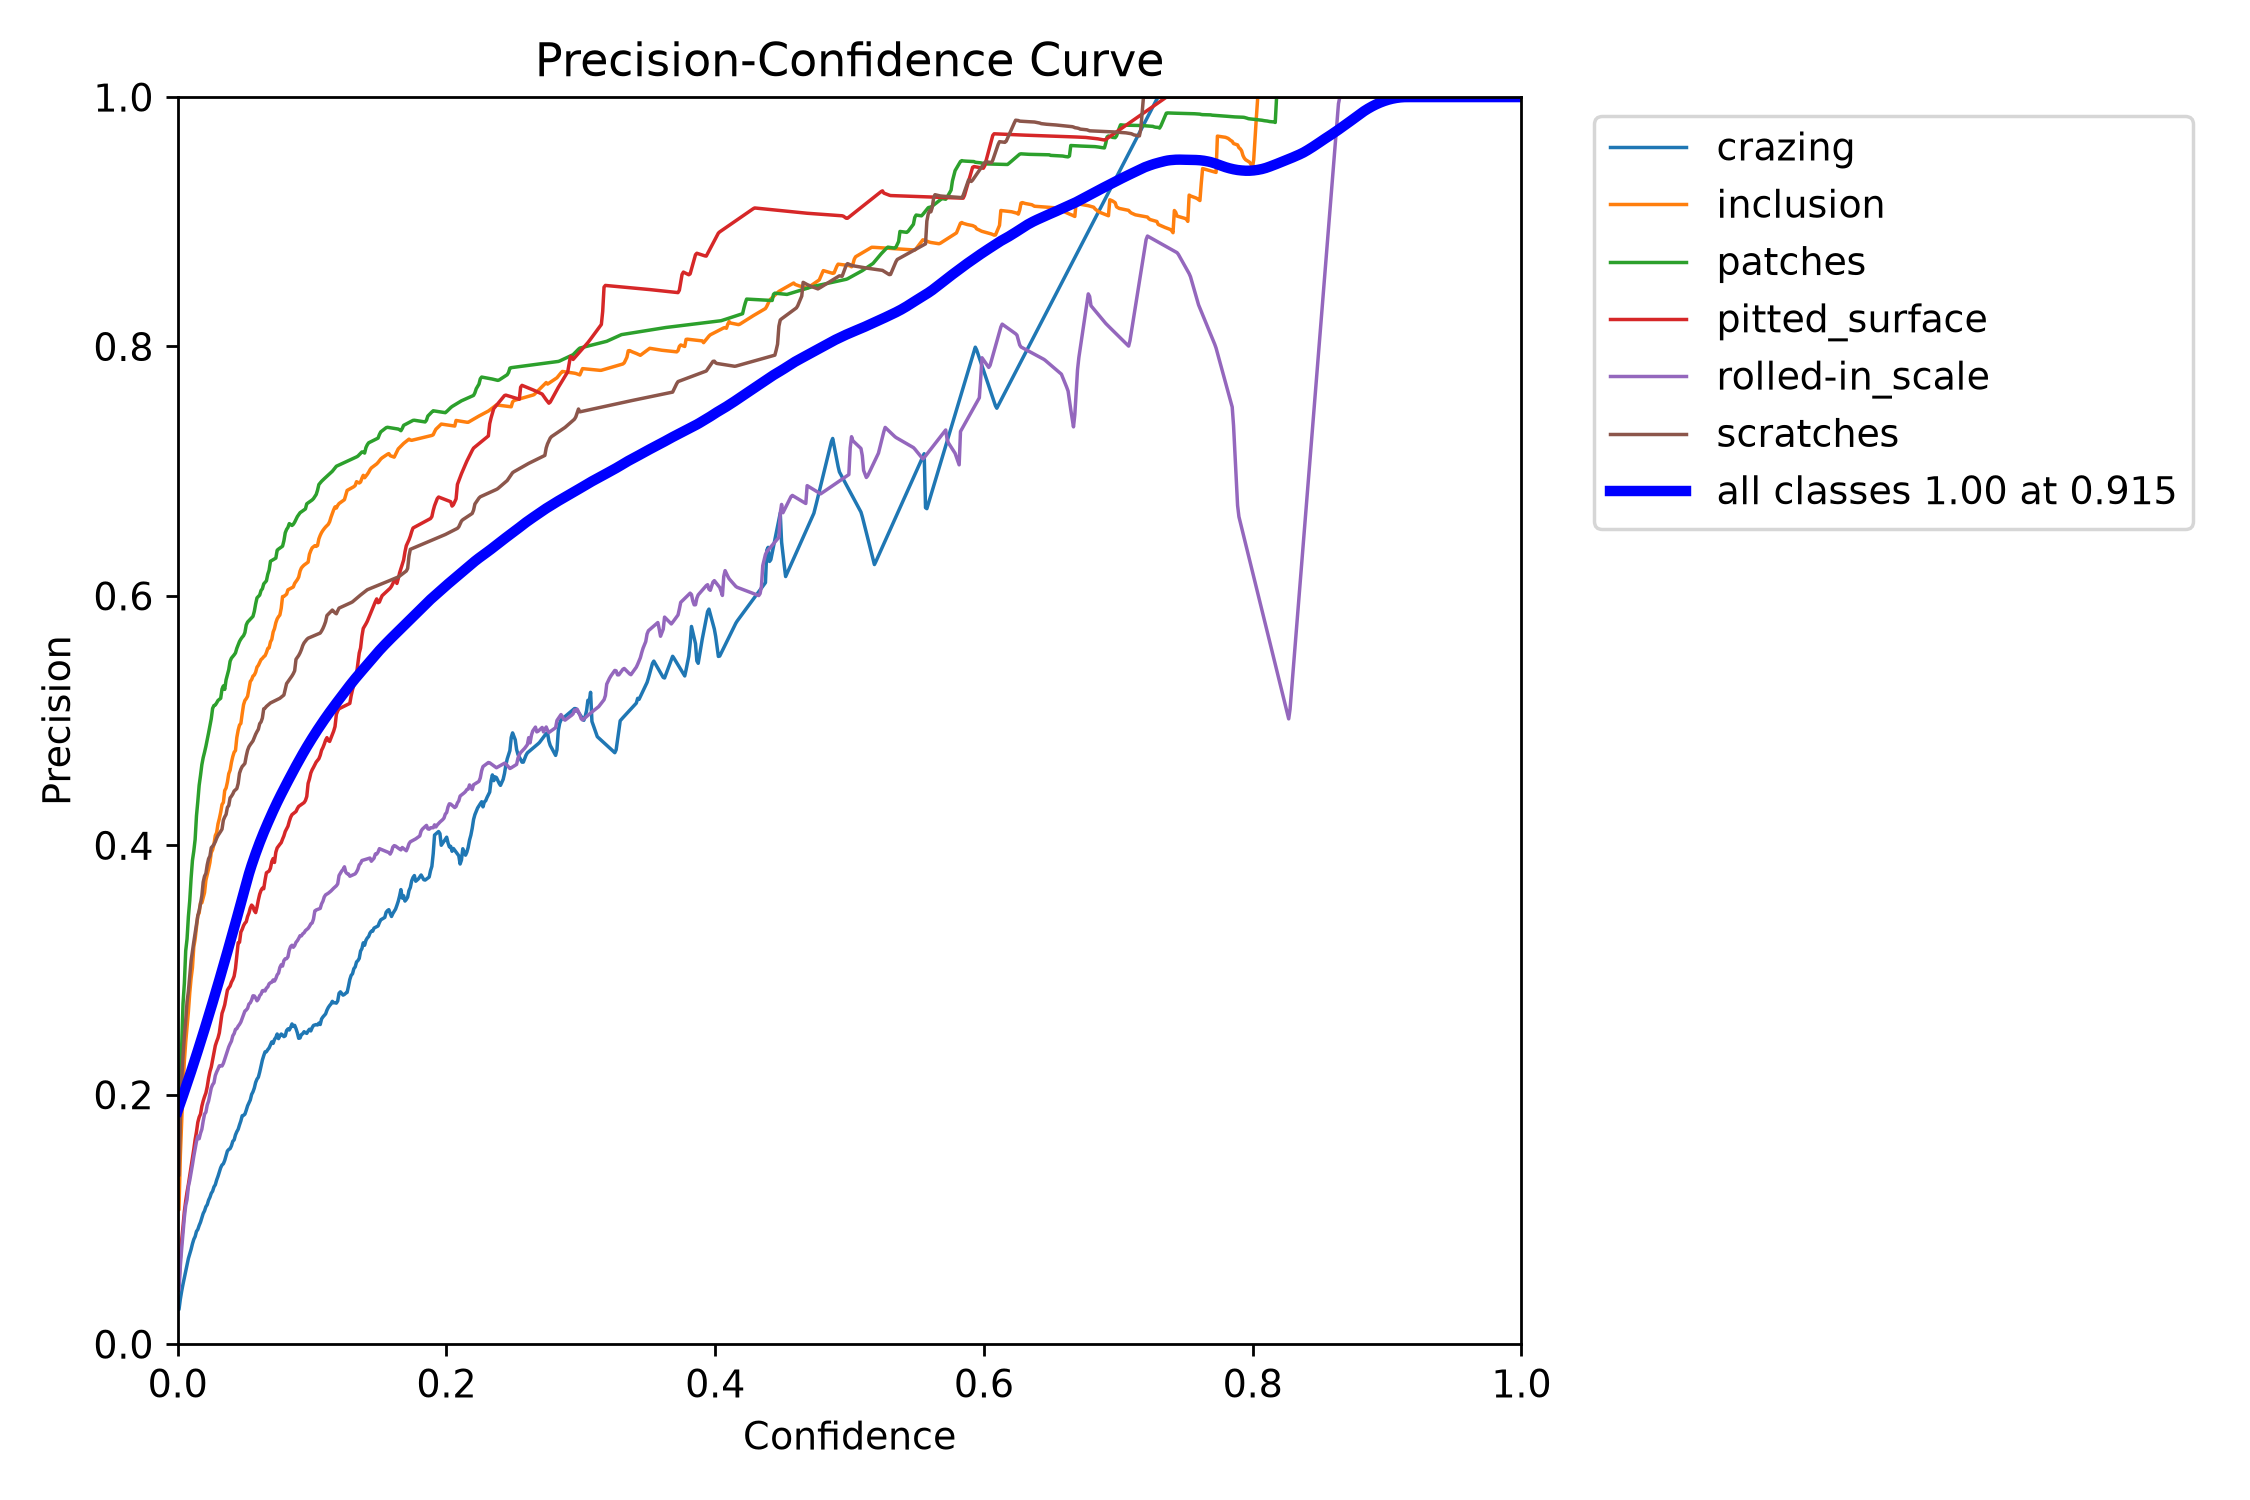 Precision-Confidence Curve
1.0
0.8
0.6
0.4
0.2
0.0
Precision
0.0 0.2 0.4 0.6 0.8 1.0
Confidence
crazing
inclusion
patches
pitted_surface
rolled-in_scale
scratches
all classes 1.00 at 0.915